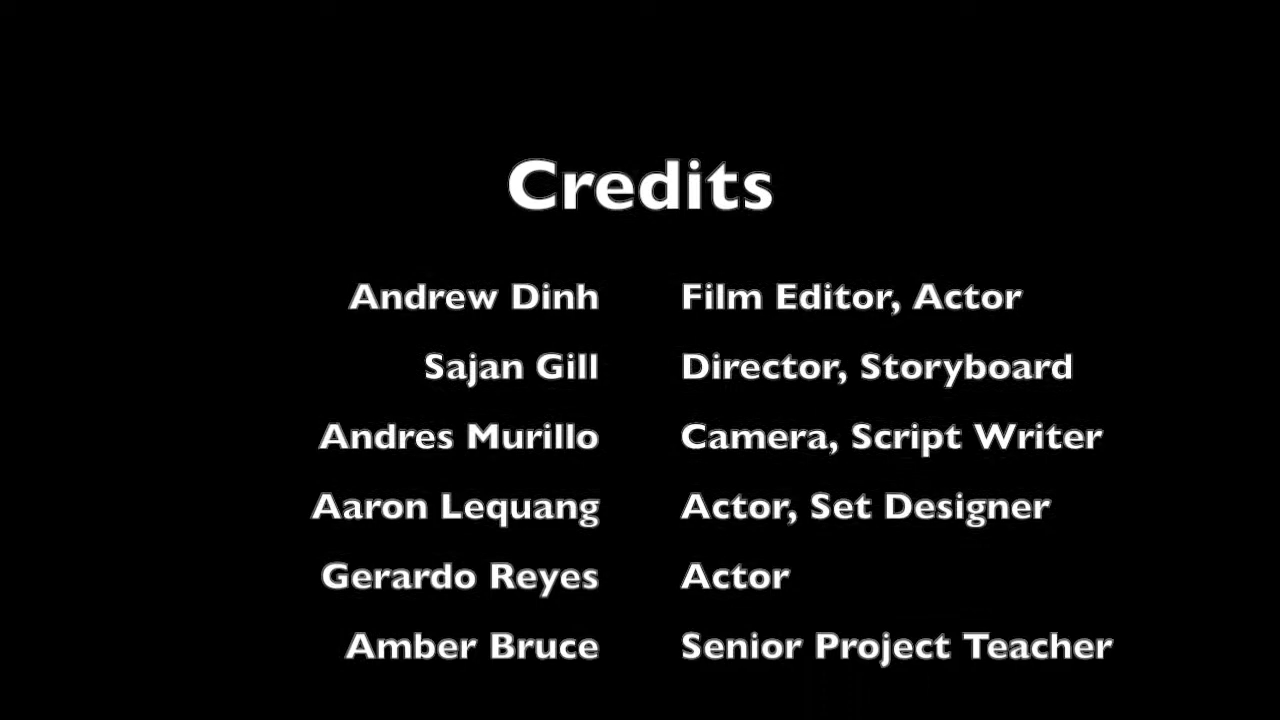 Credits
Andrew Dinh Film Editor, Actor
Sajan Gill Director, Storyboard
Andres Murillo Camera, Script Writer
Aaron Lequang Actor, Set Designer
Gerardo Reyes Actor
Amber Bruce Senior Project Teacher